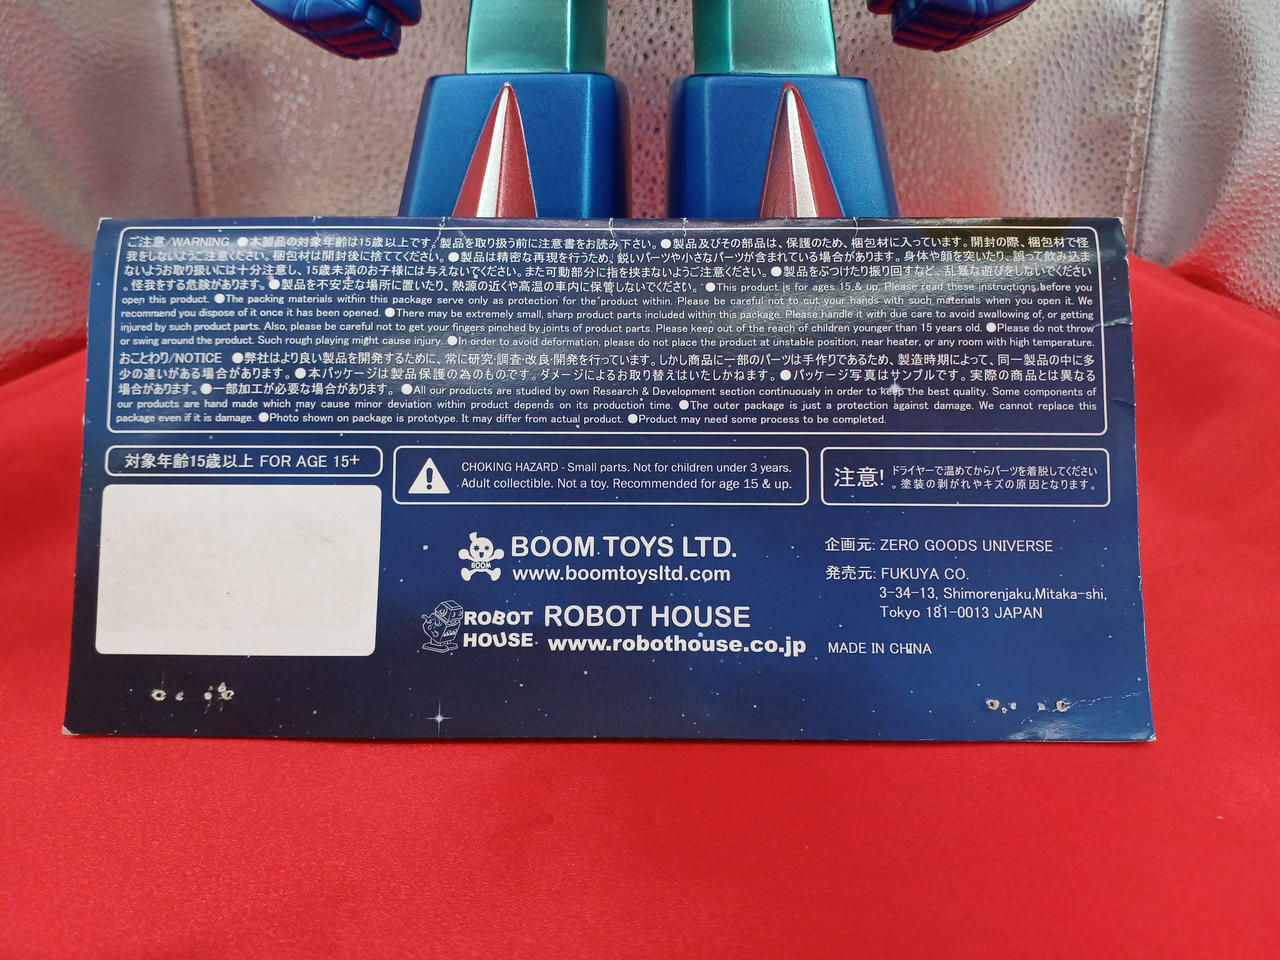 ご注意/WARNING ●本製品の対象年齢は15歳以上です。製品を取り扱う前に注意書をお読み下さい。●製品及びその部品は、保護のため、梱包材に入っています。開封の際、梱包材で怪
我をしないようご注意ください。梱包材は開封後に捨ててください。●製品は精密な再現を行うため、鋭いパーツや小さなパーツが含まれている場合があります。身体や顔を突いたり、誤って飲み込ま
ないようお取り扱いには十分注意し、15歳未満のお子様には与えないでください。また可動部分に指を挟まないようご注意ください。●製品をぶつけたり振り回すなど、乱暴な遊びをしないでください
。怪我をする危険があります。●製品を不安定な場所に置いたり、熱源の近くや高温の車内に保管しないでください。●This product is for ages 15 & up. Please read these instructions before you
open this product. ●The packing materials within this package serve only as protection for the product within. Please be careful not to cut your hands with such materials when you open it. We
recommend you dispose of it once it has been opened. ●There may be extremely small, sharp product parts included within this package. Please handle it with due care to avoid swallowing of, or getting
injured by such product parts. Also, please be careful not to get your fingers pinched by joints of product parts. Please keep out of the reach of children younger than 15 years old. ●Please do not throw
or swing around the product. Such rough playing might cause injury. ●In order to avoid deformation, please do not place the product at unstable position, near heater, or any room with high temperature.
おことわり/NOTICE ●弊社はより良い製品を開発するために、常に研究・調査・改良・開発を行っています。しかし商品に一部のパーツは手作りであるため、製造時期によって、同一製品の中に多
少の違いがある場合があります。●本パッケージは製品保護の為のものです。ダメージによるお取り替えはいたしかねます。●パッケージ写真はサンプルです。実際の商品とは異なる
場合があります。●一部加工が必要な場合があります。●All our products are studied by own Research & Development section continuously in order to keep the best quality. Some components of
our products are hand made which may cause minor deviation within product depends on its production time. ●The outer package is just a protection against damage. We cannot replace this
package even if it is damage. ●Photo shown on package is prototype. It may differ from actual product. ●Product may need some process to be completed.
対象年齢15歳以上 FOR AGE 15+
CHOKING HAZARD - Small parts. Not for children under 3 years.
Adult collectible. Not a toy. Recommended for age 15 & up.
注意!
ドライヤーで温めてからパーツを着脱してください
。塗装の剥がれやキズの原因となります。
BOOM
BOOM TOYS LTD.
www.boomtoysltd.com
ROBOT HOUSE
ROBOT HOUSE
www.robothouse.co.jp
企画元: ZERO GOODS UNIVERSE
発売元: FUKUYA CO.
3-34-13, Shimorenjaku,Mitaka-shi,
Tokyo 181-0013 JAPAN
MADE IN CHINA